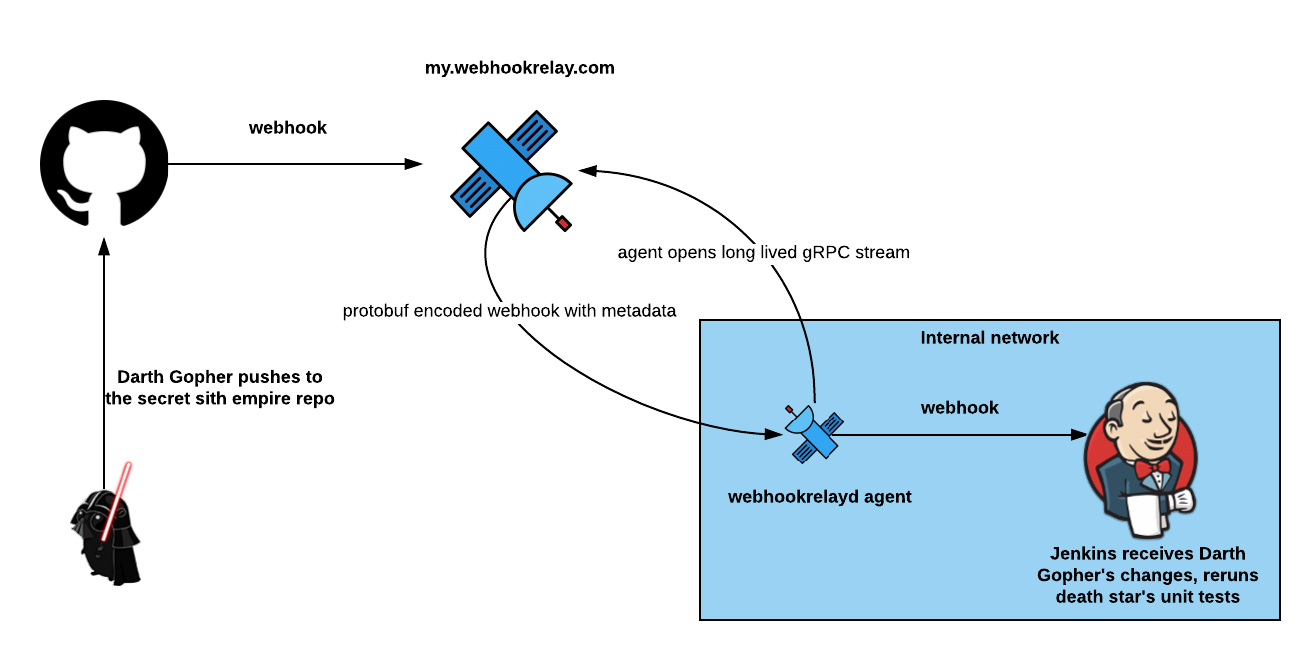 my.webhookrelay.com
webhook
agent opens long lived gRPC stream
protobuf encoded webhook with metadata
Internal network
Darth Gopher pushes to
the secret sith empire repo
webhook
webhookrelayd agent
Jenkins receives Darth
Gopher's changes, reruns
death star's unit tests